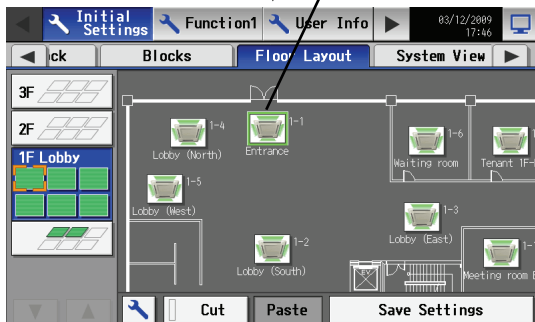 Initial
Settings
Function1
User Info
03/12/2009
17:46
ck
Blocks
Floor Layout
System View
3F
2F
1F Lobby
1-4
Lobby (North)
1-1
Entrance
1-6
Waiting room
Tenant 1F-
1-5
Lobby (West)
1-3
Lobby (East)
1-2
Lobby (South)
EV
1-
Meeting room
Cut
Paste
Save Settings